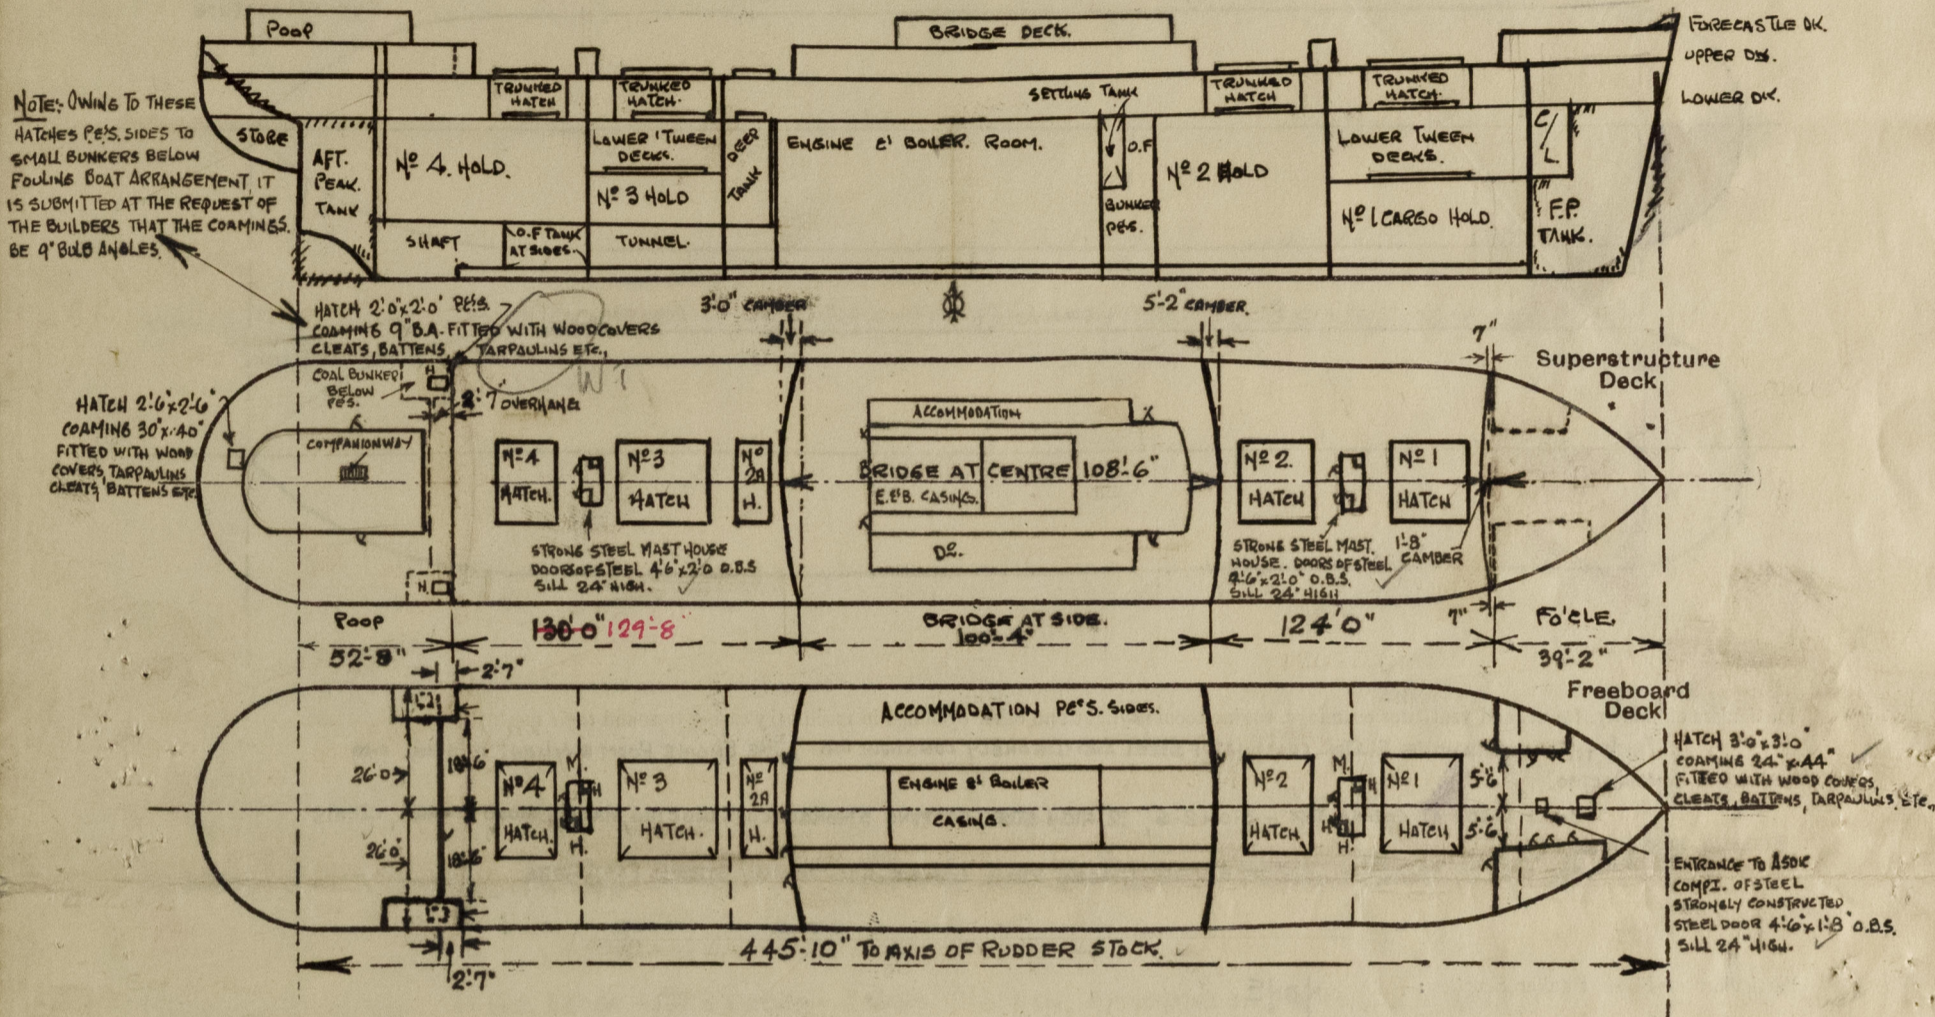 POOP
BRIDGE DECK.
FORECASTLE DK.
UPPER DK.
LOWER DK.
NOTE:- OWING TO THESE
HATCHES P&S. SIDES TO
SMALL BUNKERS BELOW
FOULING BOAT ARRANGEMENT, IT
IS SUBMITTED AT THE REQUEST OF
THE BUILDERS THAT THE COAMINGS.
BE 9" BULB ANGLES.
STORE
AFT.
PEAK.
TANK
TRUNKED
HATCH
TRUNKED
HATCH.
SETTLING TANK
TRUNKED
HATCH
TRUNKED
HATCH.
Nº 4. HOLD.
LOWER 'TWEEN
DECKS.
Nº 3 HOLD
DEEP
TANK
ENGINE & BOILER. ROOM.
O.F
BUNKER
P&S.
Nº 2 HOLD
LOWER TWEEN
DECKS.
Nº 1 CARGO HOLD.
C/L
F.P.
TANK.
SHAFT
O.F TANK
AT SIDES.
TUNNEL.
HATCH 2'-0"x2'-0" P&S.
COAMING 9" B.A. FITTED WITH WOOD COVERS
CLEATS, BATTENS, TARPAULINS ETC.,
3'-0" CAMBER
5'-2" CAMBER.
7"
Superstructure
Deck
COAL BUNKER
BELOW
P&S.
H.
2'-7" OVERHANG
HATCH 2'-6"x2'-6"
COAMING 30"x.40"
FITTED WITH WOOD
COVERS, TARPAULINS
CLEATS, BATTENS ETC.
COMPANIONWAY
Nº 4
HATCH.
Nº 3
HATCH
Nº
2A
H.
ACCOMMODATION
BRIDGE AT CENTRE 108'-6"
E.&B. CASING.
Dº.
Nº 2.
HATCH
Nº 1
HATCH
STRONG STEEL MAST HOUSE
DOORS OF STEEL 4'-6"x2'-0 O.B.S
SILL 24" HIGH.
STRONG STEEL MAST.
HOUSE. DOORS OF STEEL
4'-6"x2'-0" O.B.S.
SILL 24" HIGH
1'-8"
CAMBER
H.
7"
POOP
52'-8"
130'-0" 129'-8"
BRIDGE AT SIDE.
100'-4"
124'0"
FO'CLE.
39'-2"
2'-7"
Freeboard
Deck
ACCOMMODATION P&S. SIDES.
26'0"
18'-6"
26'0"
18'-6"
Nº 4
HATCH.
M.
H
H.
Nº 3
HATCH.
Nº
2A
H.
ENGINE & BOILER
CASING.
Nº 2
HATCH
M.
H
H
H.
Nº 1
HATCH
5'-6"
5'-6"
HATCH 3'-0"x3'-0"
COAMING 24"x.44"
FITTED WITH WOOD COVERS,
CLEATS, BATTENS, TARPAULINS, ETC.,
ENTRANCE TO ASDIC
COMPT. OF STEEL
STRONGLY CONSTRUCTED
STEEL DOOR 4'-6"x1'-8" O.B.S.
SILL 24" HIGH.
445'-10" TO AXIS OF RUDDER STOCK.
2'-7"